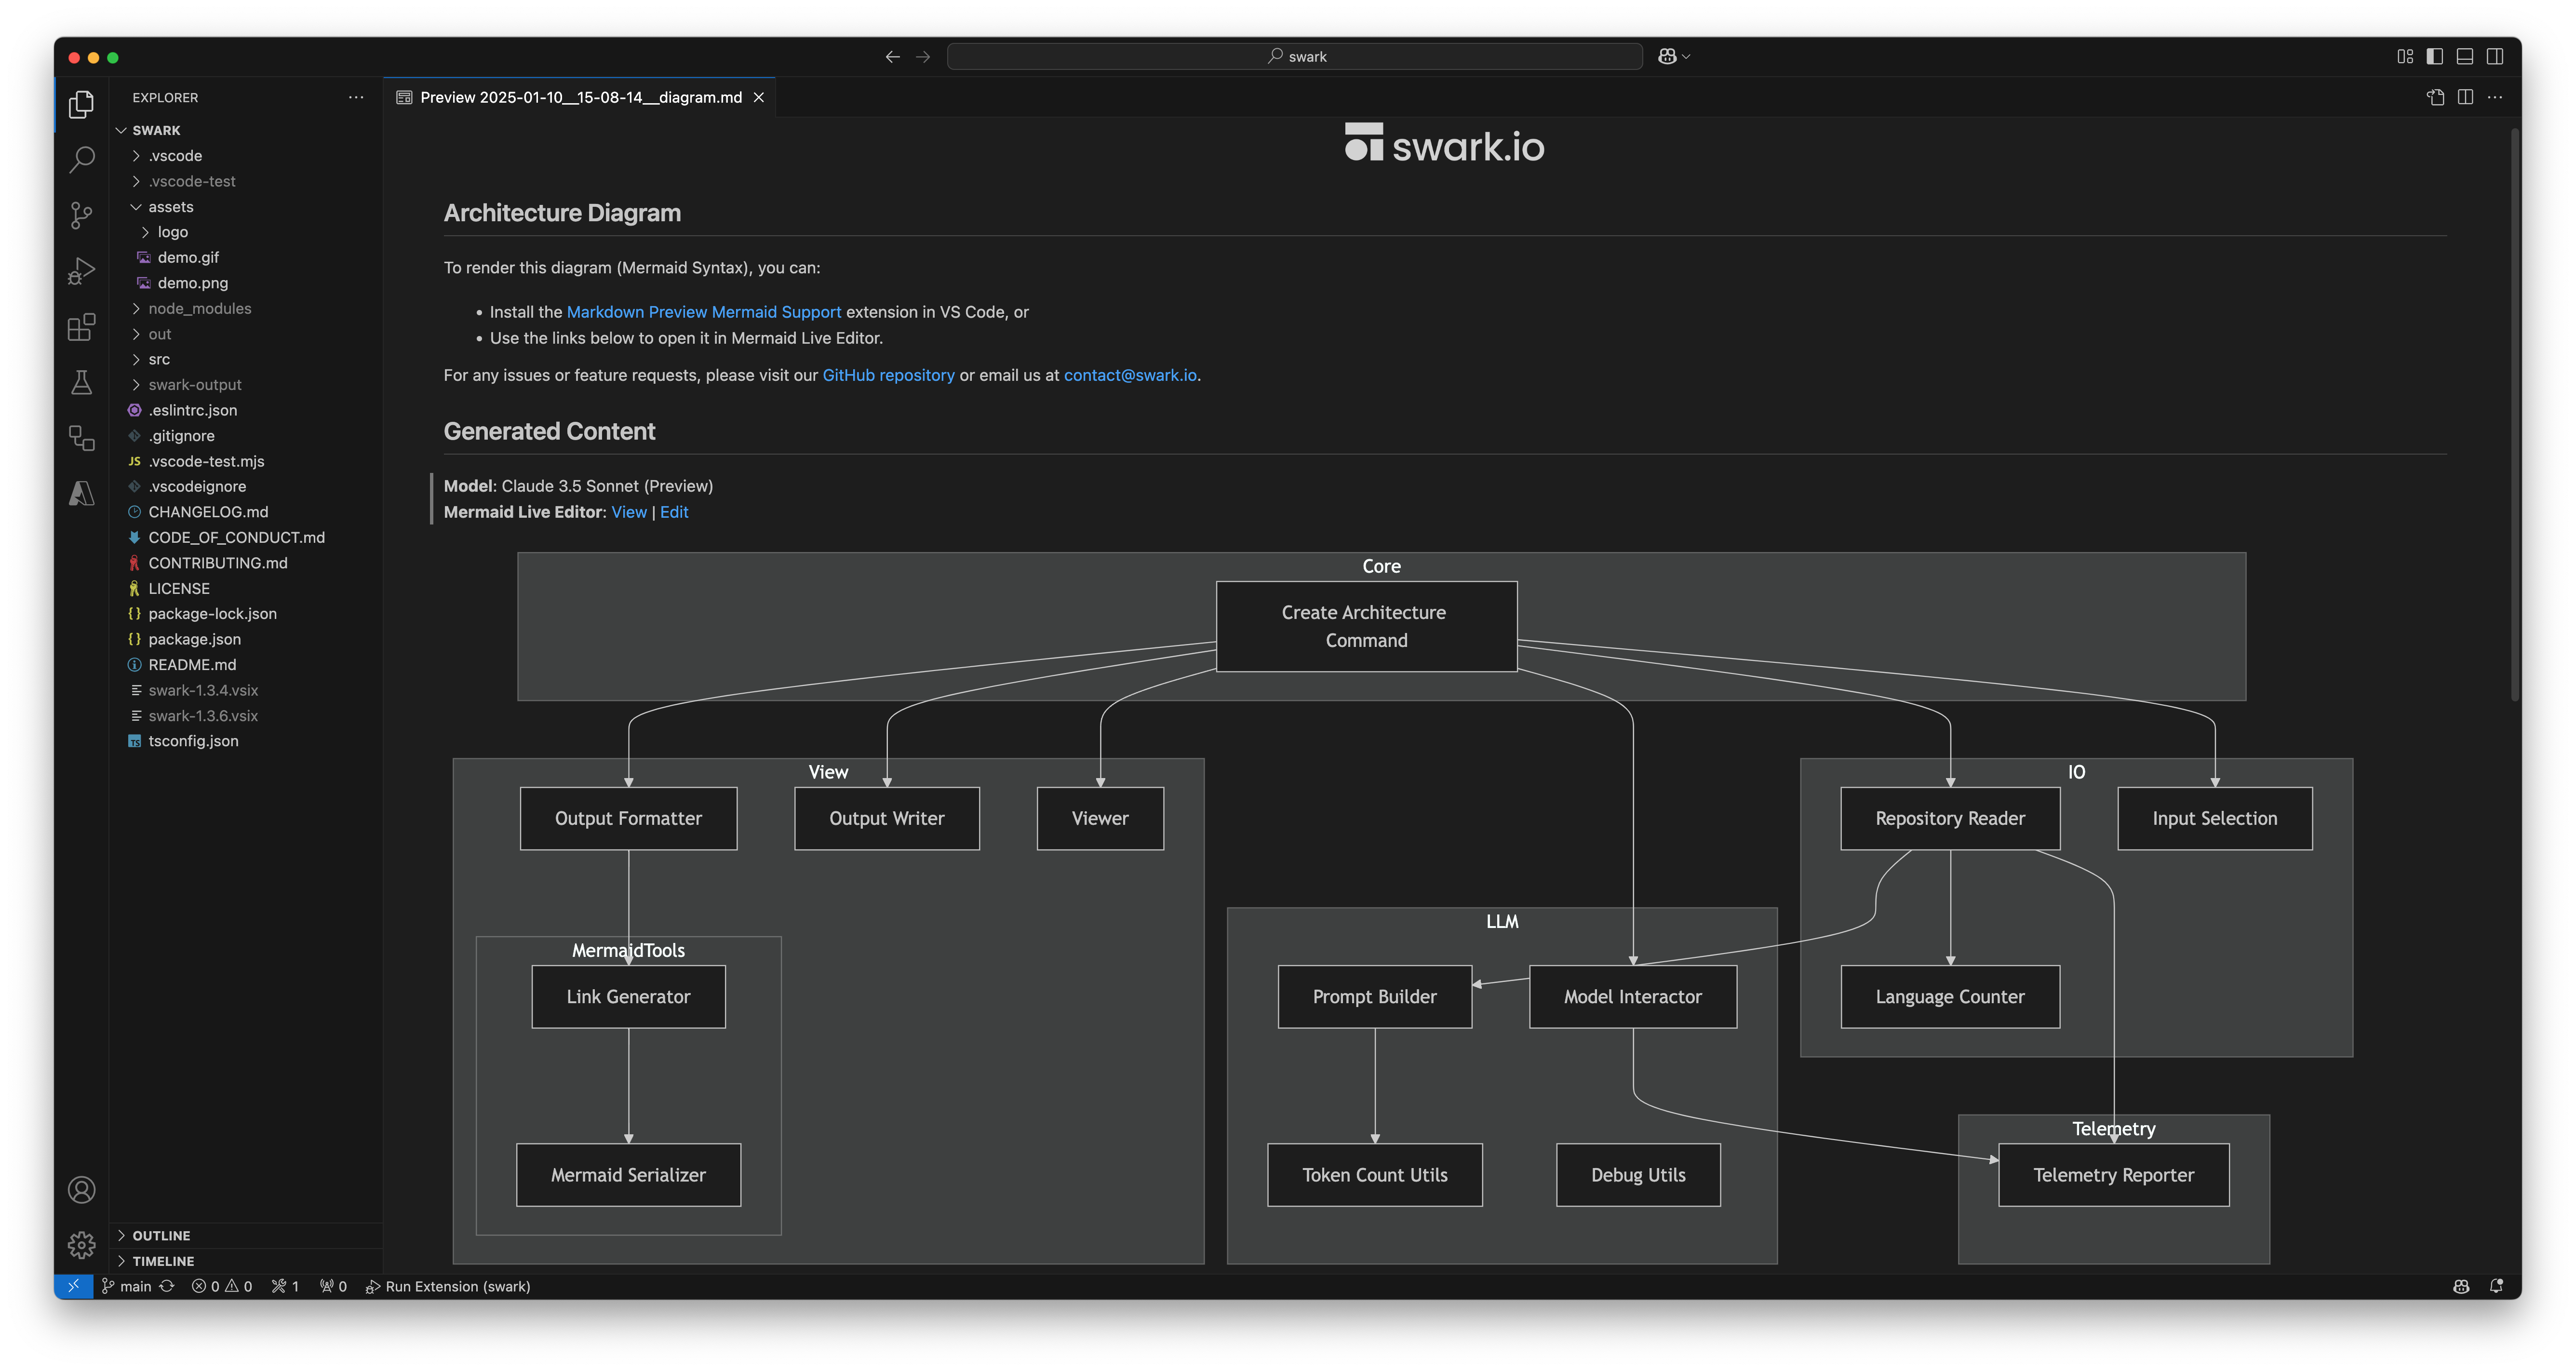 swark
EXPLORER
SWARK
.vscode
.vscode-test
assets
logo
demo.gif
demo.png
node_modules
out
src
swark-output
.eslintrc.json
.gitignore
JS .vscode-test.mjs
.vscodeignore
CHANGELOG.md
CODE_OF_CONDUCT.md
CONTRIBUTING.md
LICENSE
{} package-lock.json
{} package.json
README.md
swark-1.3.4.vsix
swark-1.3.6.vsix
TS tsconfig.json
OUTLINE
TIMELINE
Preview 2025-01-10__15-08-14__diagram.md
swark.io
Architecture Diagram
To render this diagram (Mermaid Syntax), you can:
• Install the Markdown Preview Mermaid Support extension in VS Code, or
• Use the links below to open it in Mermaid Live Editor.
For any issues or feature requests, please visit our GitHub repository or email us at contact@swark.io.
Generated Content
Model: Claude 3.5 Sonnet (Preview)
Mermaid Live Editor: View | Edit
Core
Create Architecture
Command
View
Output Formatter
Output Writer
Viewer
MermaidTools
Link Generator
Mermaid Serializer
LLM
Prompt Builder
Model Interactor
Token Count Utils
Debug Utils
IO
Repository Reader
Input Selection
Language Counter
Telemetry
Telemetry Reporter
main 0 0 1 0 Run Extension (swark)